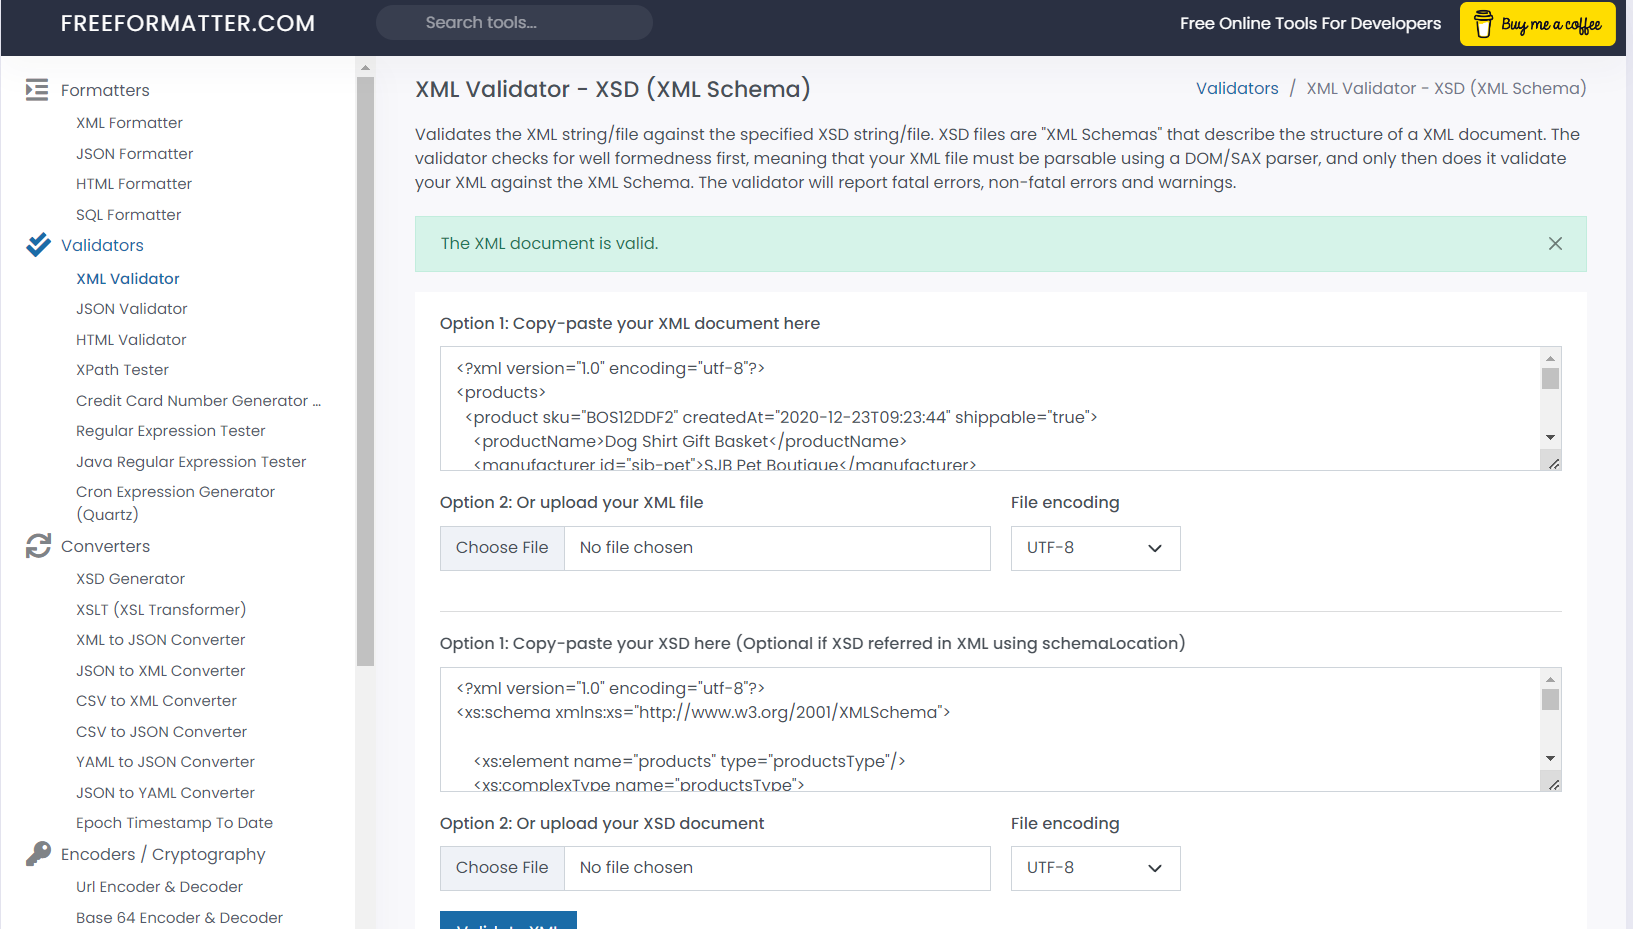 FREEFORMATTER.COM
Search tools...
Free Online Tools For Developers
Buy me a coffee
Formatters
XML Formatter
JSON Formatter
HTML Formatter
SQL Formatter
Validators
XML Validator
JSON Validator
HTML Validator
XPath Tester
Credit Card Number Generator ...
Regular Expression Tester
Java Regular Expression Tester
Cron Expression Generator
(Quartz)
Converters
XSD Generator
XSLT (XSL Transformer)
XML to JSON Converter
JSON to XML Converter
CSV to XML Converter
CSV to JSON Converter
YAML to JSON Converter
JSON to YAML Converter
Epoch Timestamp To Date
Encoders / Cryptography
Url Encoder & Decoder
Base 64 Encoder & Decoder
XML Validator - XSD (XML Schema)
Validators / XML Validator - XSD (XML Schema)
Validates the XML string/file against the specified XSD string/file. XSD files are "XML Schemas" that describe the structure of a XML document. The
validator checks for well formedness first, meaning that your XML file must be parsable using a DOM/SAX parser, and only then does it validate
your XML against the XML Schema. The validator will report fatal errors, non-fatal errors and warnings.
The XML document is valid.
Option 1: Copy-paste your XML document here
<?xml version="1.0" encoding="utf-8"?>
<products>
<product sku="BOS12DDF2" createdAt="2020-12-23T09:23:44" shippable="true">
<productName>Dog Shirt Gift Basket</productName>
<manufacturer id="sjb-pet">SJB Pet Boutique</manufacturer>
Option 2: Or upload your XML file
File encoding
Choose File No file chosen
UTF-8
Option 1: Copy-paste your XSD here (Optional if XSD referred in XML using schemaLocation)
<?xml version="1.0" encoding="utf-8"?>
<xs:schema xmlns:xs="http://www.w3.org/2001/XMLSchema">
<xs:element name="products" type="productsType"/>
<xs:complexType name="productsType">
Option 2: Or upload your XSD document
File encoding
Choose File No file chosen
UTF-8
Validate XML